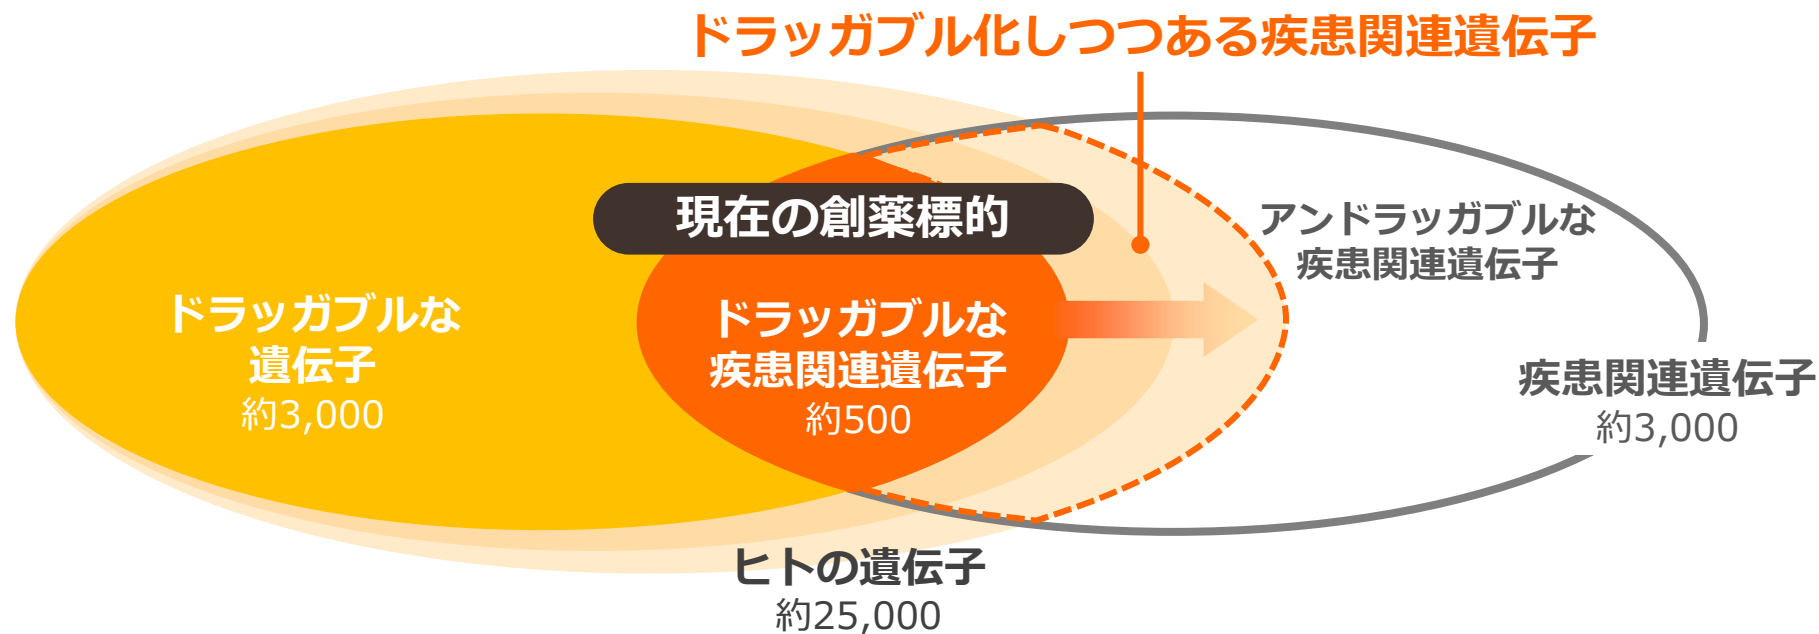 ドラッガブル化しつつある疾患関連遺伝子
現在の創薬標的
アンドラッガブルな
疾患関連遺伝子
ドラッガブルな
遺伝子
約3,000
ドラッガブルな
疾患関連遺伝子
約500
疾患関連遺伝子
約3,000
ヒトの遺伝子
約25,000